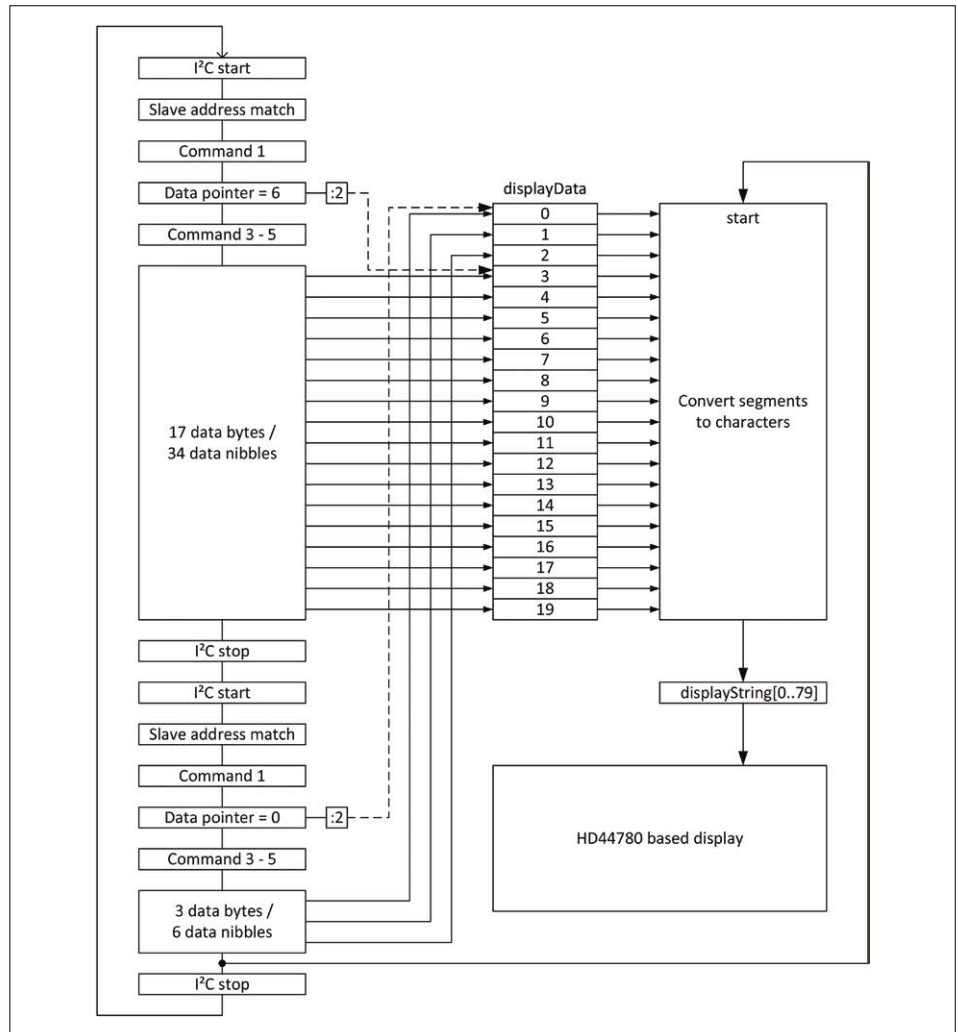 I²C start
Slave address match
Command 1
Data pointer = 6
:2
Command 3 - 5
17 data bytes /
34 data nibbles
I²C stop
I²C start
Slave address match
Command 1
Data pointer = 0
:2
Command 3 - 5
3 data bytes /
6 data nibbles
I²C stop
displayData
0
1
2
3
4
5
6
7
8
9
10
11
12
13
14
15
16
17
18
19
start
Convert segments
to characters
displayString[0..79]
HD44780 based display